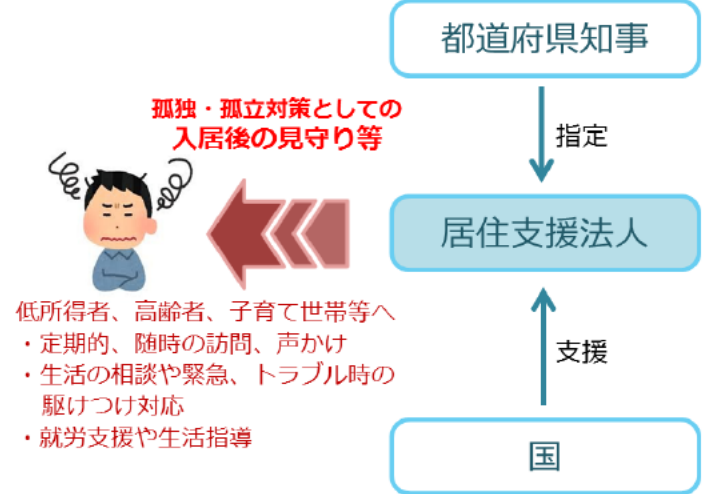 都道府県知事
孤独・孤立対策としての
入居後の見守り等
指定
居住支援法人
低所得者、高齢者、子育て世帯等へ
・定期的、随時の訪問、声かけ
・生活の相談や緊急、トラブル時の
駆けつけ対応
・就労支援や生活指導
支援
国